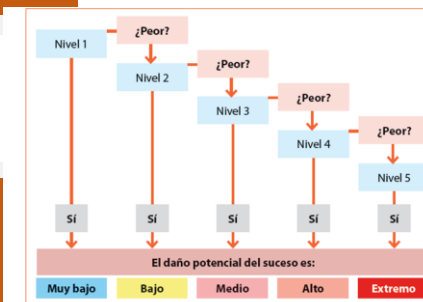 ¿Peor?
Nivel 1
¿Peor?
Nivel 2
¿Peor?
Nivel 3
¿Peor?
Nivel 4
Nivel 5
Sí Sí Sí Sí Sí
El daño potencial del suceso es:
Muy bajo Bajo Medio Alto Extremo